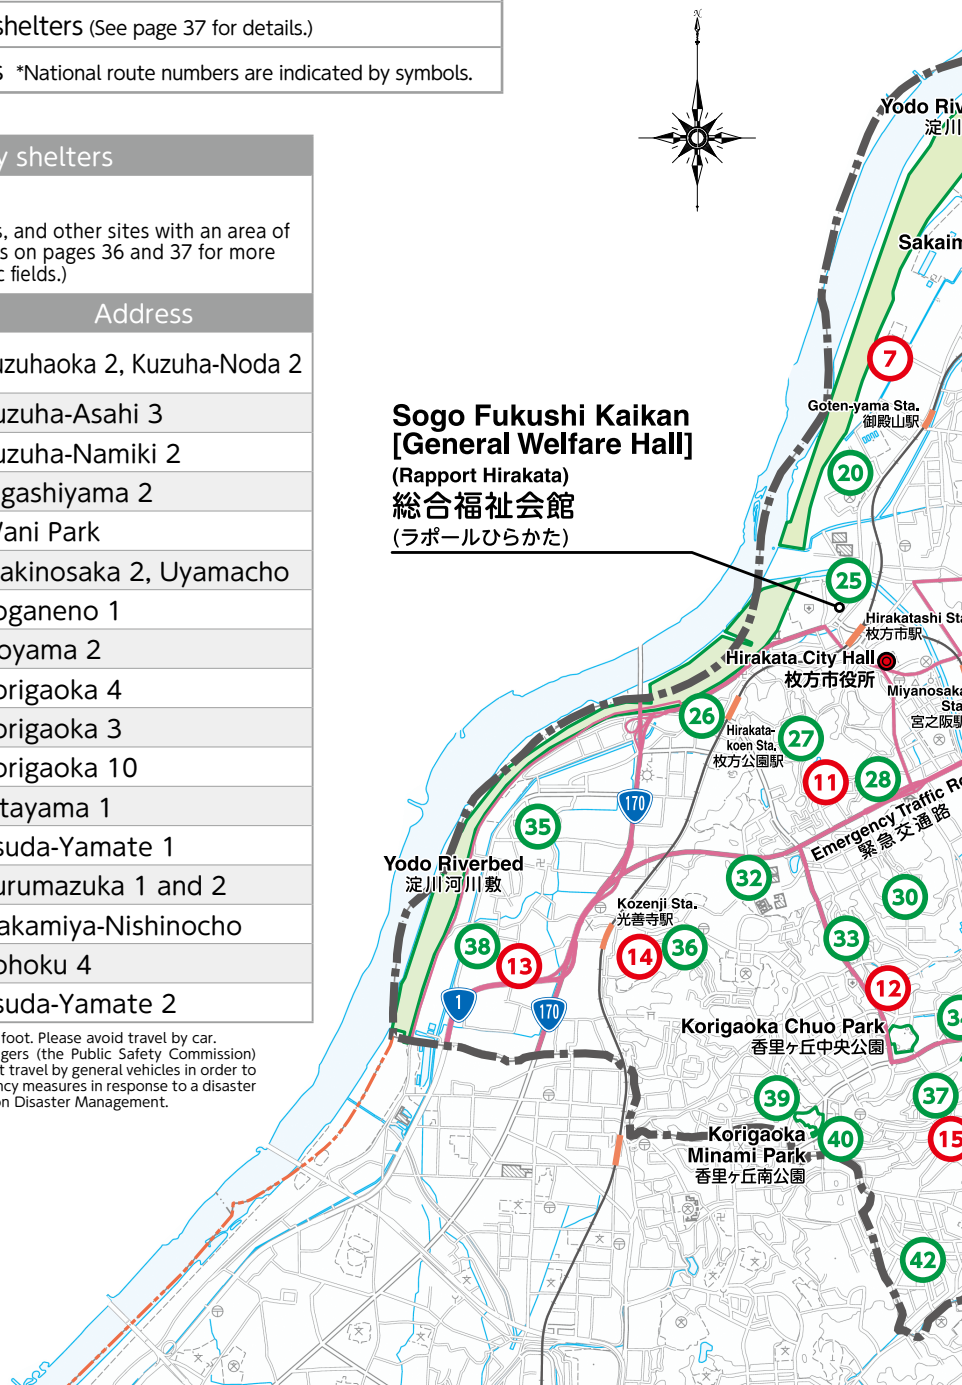 shelters (See page 37 for details.)
s *National route numbers are indicated by symbols.
y shelters
s, and other sites with an area of
s on pages 36 and 37 for more
c fields.)
Address
uzuhaoka 2, Kuzuha-Noda 2
uzuha-Asahi 3
uzuha-Namiki 2
gashiyama 2
Wani Park
akinosaka 2, Uyamacho
oganeno 1
oyama 2
origaoka 4
origaoka 3
origaoka 10
tayama 1
suda-Yamate 1
urumazuka 1 and 2
akamiya-Nishinocho
ohoku 4
suda-Yamate 2
foot. Please avoid travel by car.
gers (the Public Safety Commission)
t travel by general vehicles in order to
ncy measures in response to a disaster
on Disaster Management.
N
Yodo Riv
淀川
Sakaim
7
Goten-yama Sta.
御殿山駅
20
Sogo Fukushi Kaikan
[General Welfare Hall]
(Rapport Hirakata)
総合福祉会館
(ラポールひらかた)
25
Hirakatashi Sta
枚方市駅
Hirakata City Hall
枚方市役所
Miyanosaka
Sta
宮之阪駅
26
Hirakata-
koen Sta.
枚方公園駅
27
11
28
170
Emergency Traffic Ro
緊急交通路
35
Yodo Riverbed
淀川河川敷
32
30
Kozenji Sta.
光善寺駅
38
13
14
36
33
12
1
170
Korigaoka Chuo Park
香里ヶ丘中央公園
34
39
37
Korigaoka
Minami Park
香里ヶ丘南公園
40
15
42